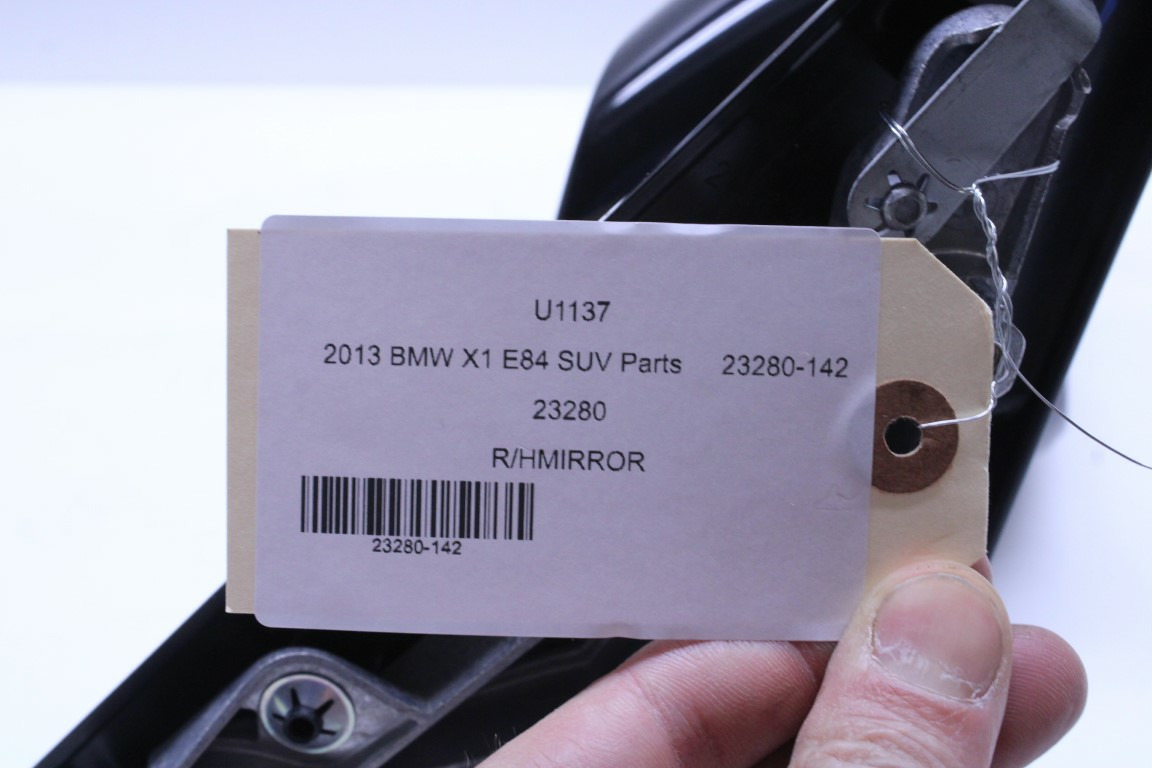 U1137
2013 BMW X1 E84 SUV Parts 23280-142
23280
R/HMIRROR
23280-142